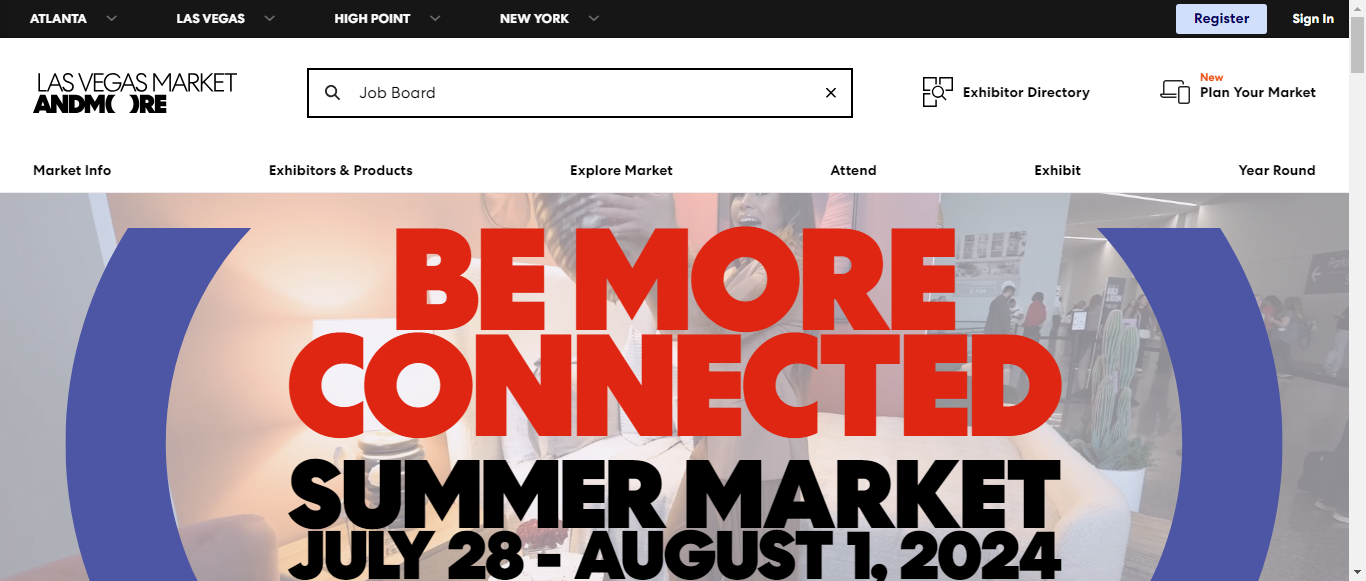 ATLANTA LAS VEGAS HIGH POINT NEW YORK Register Sign In
LAS VEGAS MARKET
ANDMORE
Job Board
Exhibitor Directory
New
Plan Your Market
Market Info Exhibitors & Products Explore Market Attend Exhibit Year Round
BE MORE
CONNECTED
SUMMER MARKET
JULY 28 - AUGUST 1, 2024